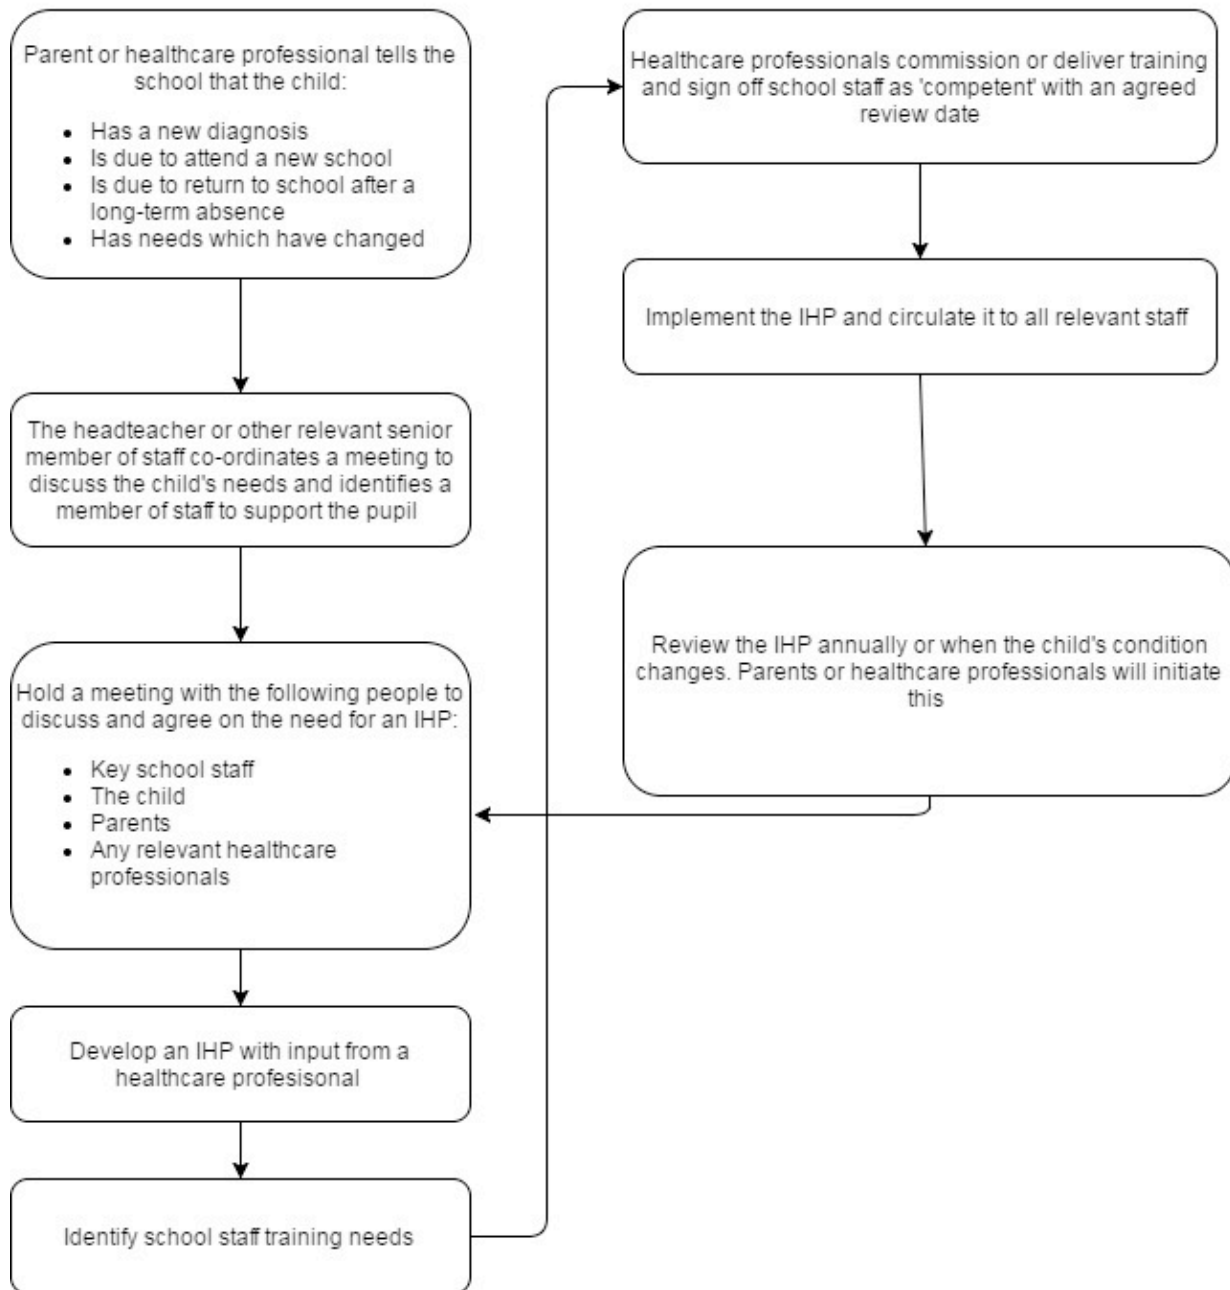 Parent or healthcare professional tells the
school that the child:
• Has a new diagnosis
• Is due to attend a new school
• Is due to return to school after a
long-term absence
• Has needs which have changed
The headteacher or other relevant senior
member of staff co-ordinates a meeting to
discuss the child's needs and identifies a
member of staff to support the pupil
Hold a meeting with the following people to
discuss and agree on the need for an IHP:
• Key school staff
• The child
• Parents
• Any relevant healthcare
professionals
Develop an IHP with input from a
healthcare profesisonal
Identify school staff training needs
Healthcare professionals commission or deliver training
and sign off school staff as 'competent' with an agreed
review date
Implement the IHP and circulate it to all relevant staff
Review the IHP annually or when the child's condition
changes. Parents or healthcare professionals will initiate
this